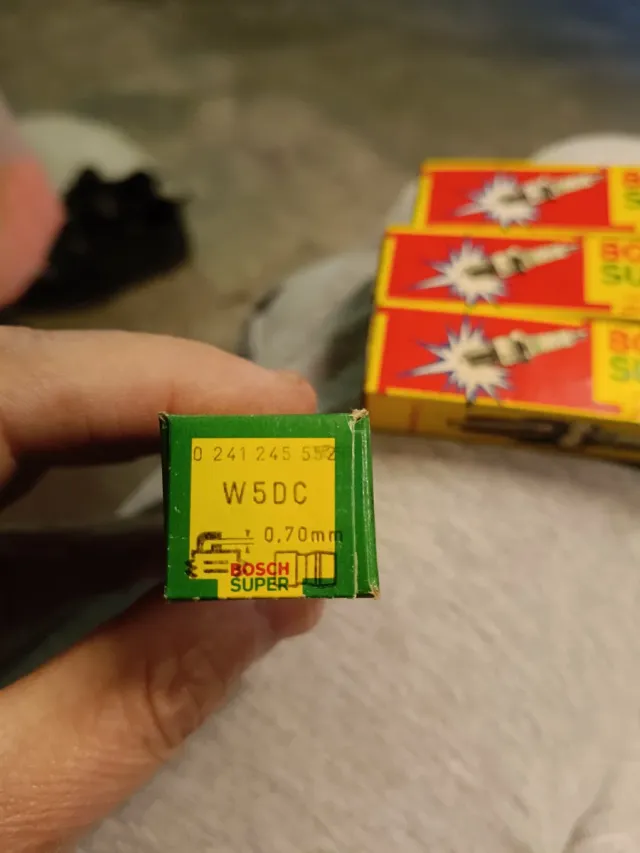 0 241 245 552
W5DC
0,70mm
BOSCH
SUPER